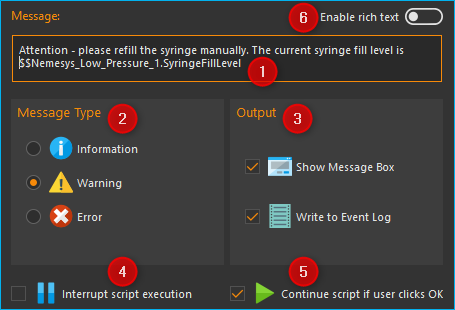 Message:
6
Enable rich text
Attention - please refill the syringe manually. The current syringe fill level is
$$Nemesys_Low_Pressure_1.SyringeFillLevel
1
Message Type
2
Information
Warning
Error
Output
3
Show Message Box
Write to Event Log
4
Interrupt script execution
5
Continue script if user clicks OK